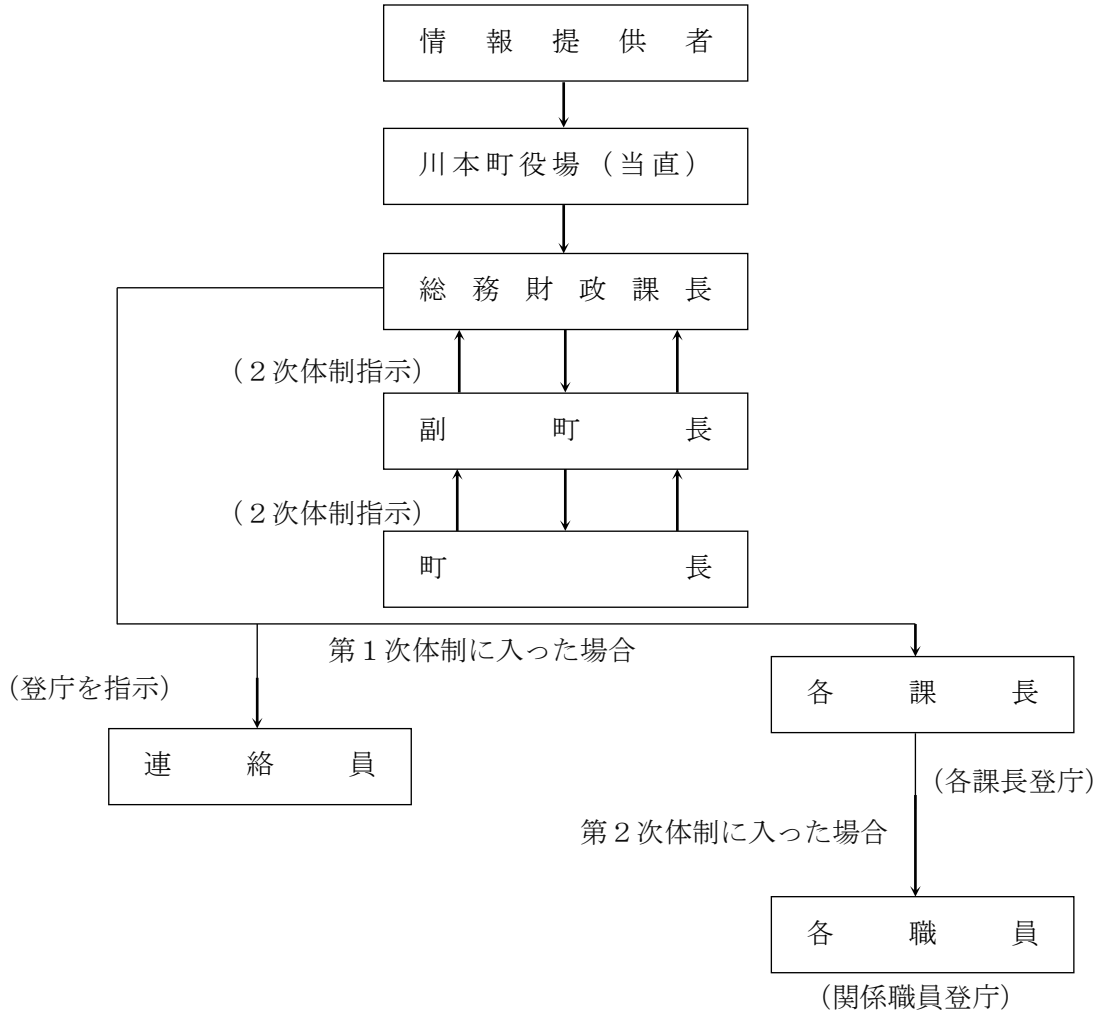 情報提供者
川本町役場（当直）
総務財政課長
（２次体制指示）
副町長
（２次体制指示）
町長
第１次体制に入った場合
（登庁を指示）
各課長
連絡員
（各課長登庁）
第２次体制に入った場合
各職員
（関係職員登庁）